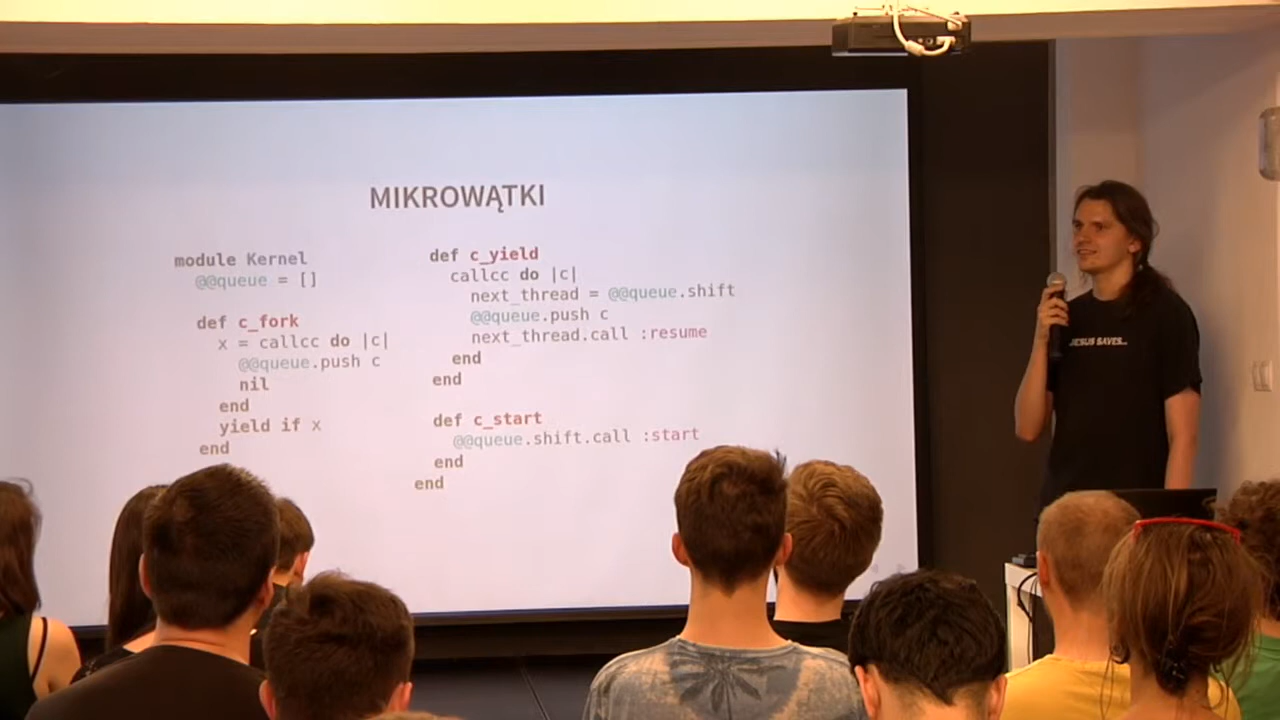 MIKROWĄTKI
module Kernel
@@queue = []
def c_fork
x = callcc do |c|
@@queue.push c
nil
end
yield if x
end
def c_yield
callcc do |c|
next_thread = @@queue.shift
@@queue.push c
next_thread.call :resume
end
end
def c_start
@@queue.shift.call :start
end
end
JESUS SAVES...